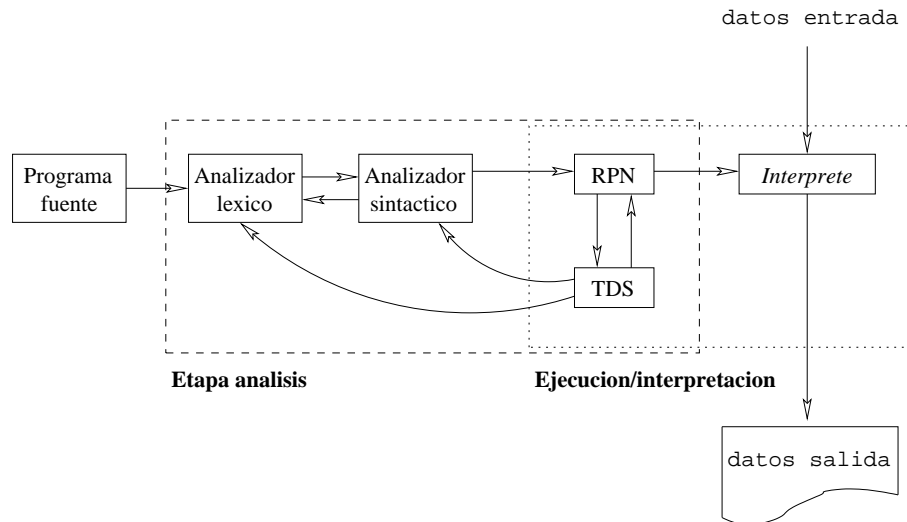 datos entrada
Programa
fuente
Analizador
lexico
Analizador
sintactico
RPN
Interprete
TDS
Etapa analisis
Ejecucion/interpretacion
datos salida